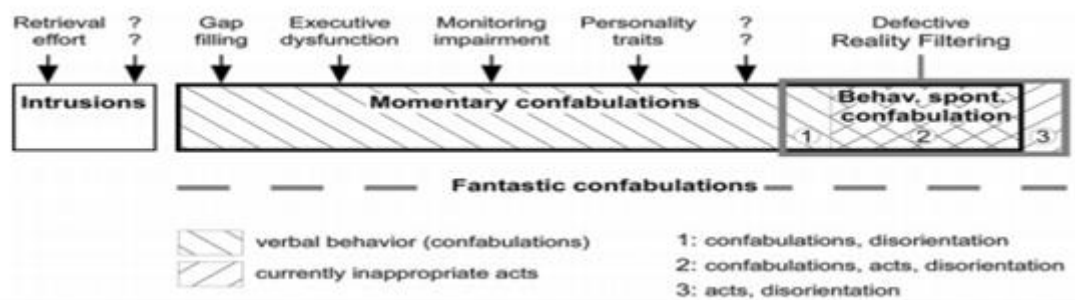 Retrieval effort
? ?
Gap filling
Executive dysfunction
Monitoring impairment
Personality traits
? ?
Defective Reality Filtering
Intrusions
Momentary confabulations
Behav. spont. confabulation
1
2
3
Fantastic confabulations
verbal behavior (confabulations)
currently inappropriate acts
1: confabulations, disorientation
2: confabulations, acts, disorientation
3: acts, disorientation